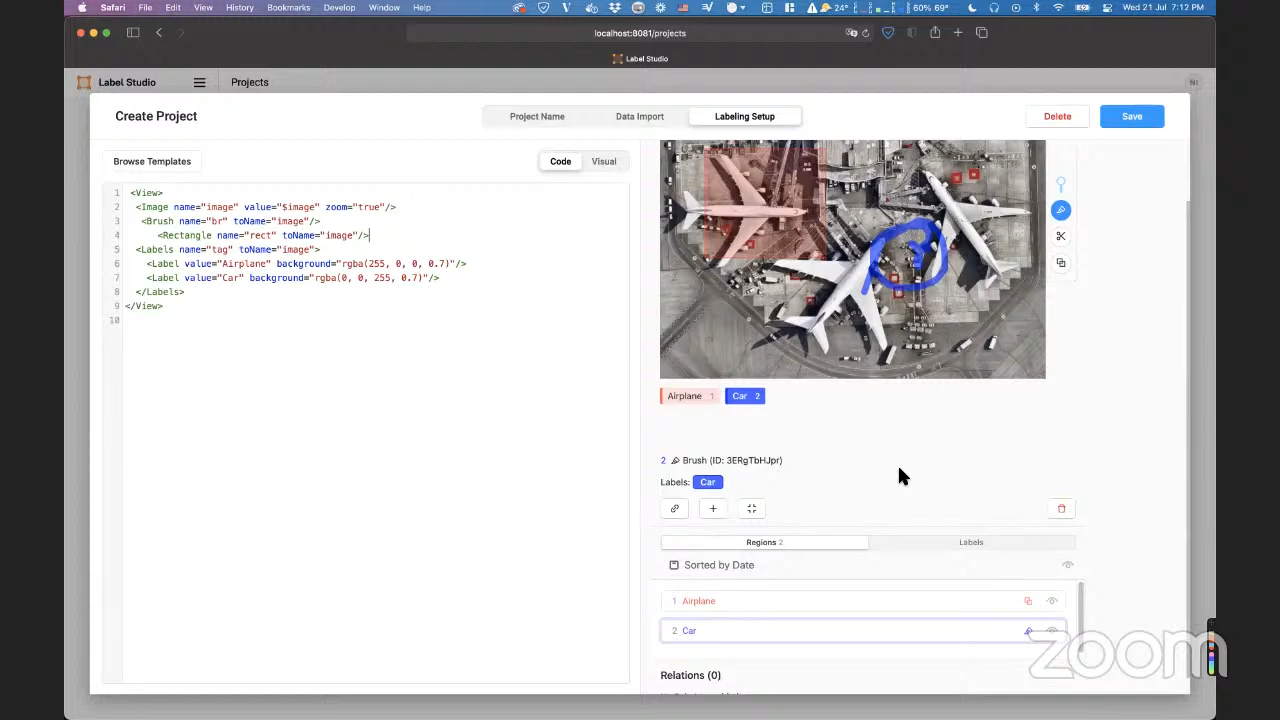 Safari File Edit View History Bookmarks Develop Window Help 24° 60% 69° Wed 21 Jul 7:12 PM
localhost:8081/projects
Label Studio
Label Studio Projects NI
Create Project Project Name Data Import Labeling Setup Delete Save
Browse Templates Code Visual
1 <View>
2 <Image name="image" value="$image" zoom="true"/>
3 <Brush name="br" toName="image"/>
4 <Rectangle name="rect" toName="image"/>
5 <Labels name="tag" toName="image">
6 <Label value="Airplane" background="rgba(255, 0, 0, 0.7)"/>
7 <Label value="Car" background="rgba(0, 0, 255, 0.7)"/>
8 </Labels>
9 </View>
10
Airplane 1 Car 2
2 Brush (ID: 3ERgTbHJpr)
Labels: Car
Regions 2 Labels
Sorted by Date
1 Airplane
2 Car
Relations (0)
zoom